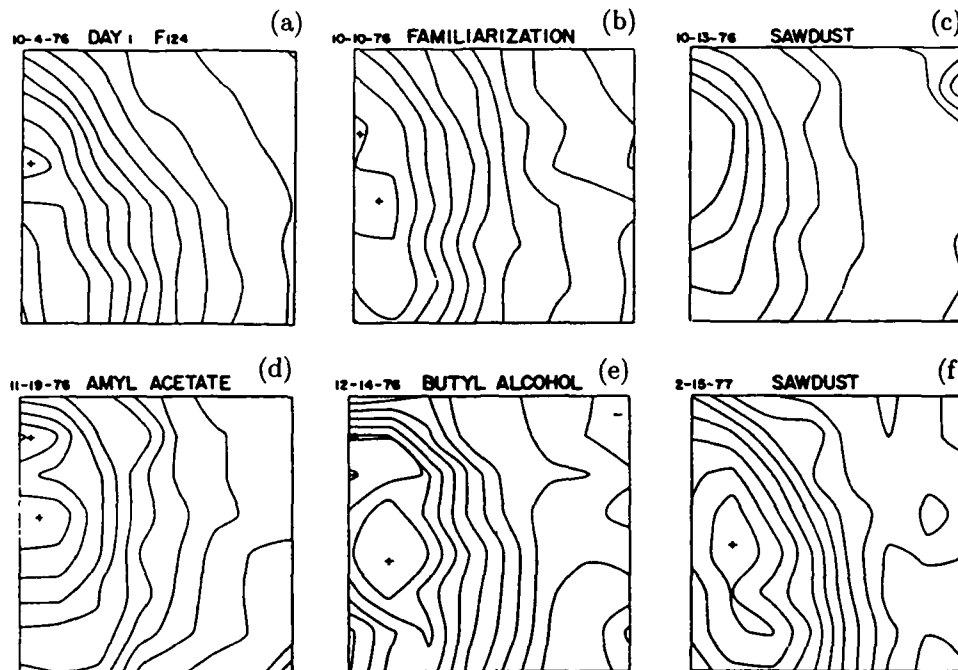 (a)
10-4-76 DAY 1 F124
(b)
10-10-76 FAMILIARIZATION
(c)
10-13-76 SAWDUST
(d)
11-19-76 AMYL ACETATE
(e)
12-14-76 BUTYL ALCOHOL
(f)
2-15-77 SAWDUST